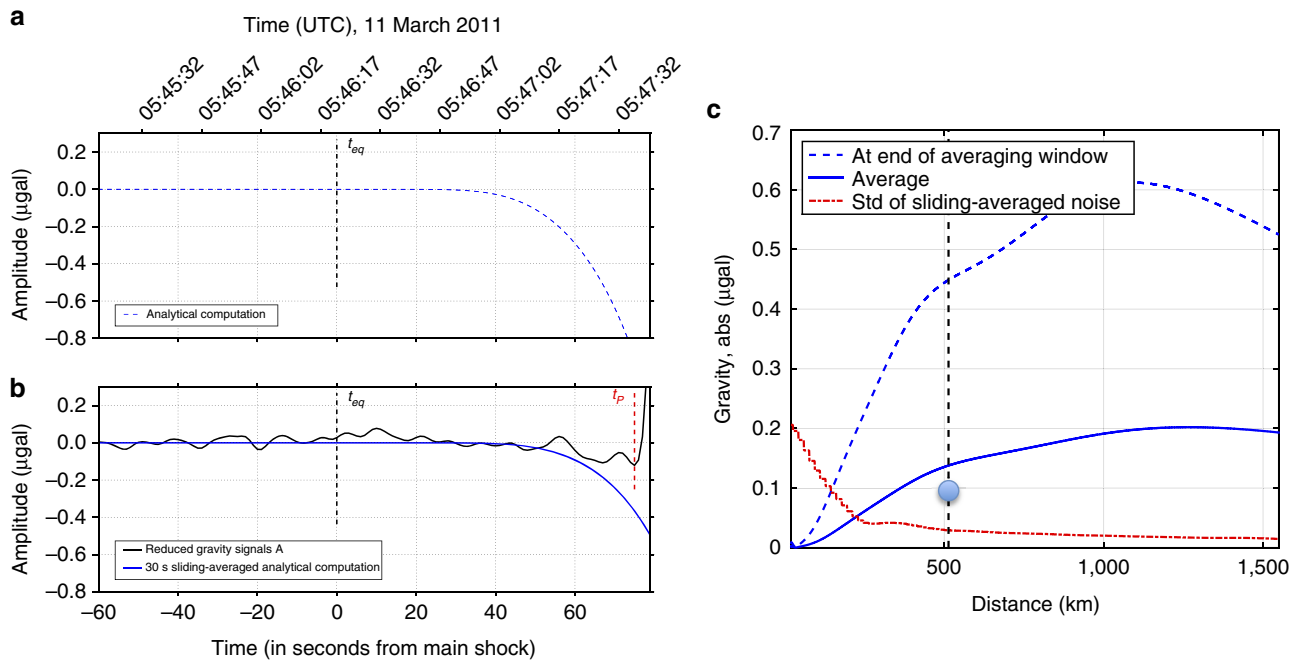 a
Time (UTC), 11 March 2011
05:45:32
05:45:47
05:46:02
05:46:17
05:46:32
05:46:47
05:47:02
05:47:17
05:47:32
Amplitude (μgal)
0.2
0.0
–0.2
–0.4
–0.6
–0.8
t_eq
Analytical computation
b
Amplitude (μgal)
0.2
0.0
–0.2
–0.4
–0.6
–0.8
t_eq
t_P
Reduced gravity signals A
30 s sliding-averaged analytical computation
–60 –40 –20 0 20 40 60
Time (in seconds from main shock)
c
Gravity, abs (μgal)
0.7
0.6
0.5
0.4
0.3
0.2
0.1
0
At end of averaging window
Average
Std of sliding-averaged noise
500 1,000 1,500
Distance (km)